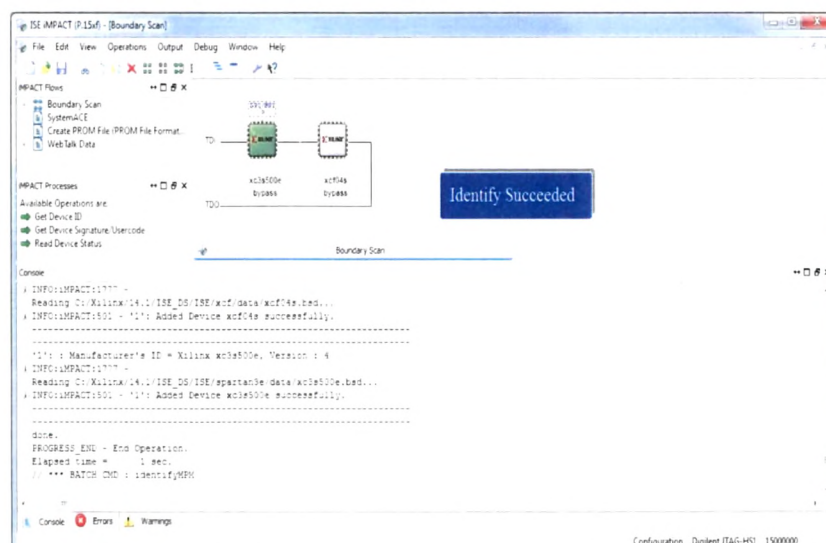 ISE iMPACT (P.15xf) - [Boundary Scan]
File Edit View Operations Output Debug Window Help
iMPACT Flows
Boundary Scan
SystemACE
Create PROM File (PROM File Format...
WebTalk Data
TDI
xc3s500e
bypass
xcf04s
bypass
TDO
iMPACT Processes
Available Operations are:
Get Device ID
Get Device Signature/Usercode
Read Device Status
Identify Succeeded
Boundary Scan
Console
INFO:iMPACT:1777 -
Reading C:/Xilinx/14.1/ISE_DS/ISE/xcf/data/xcf04s.bsd...
INFO:iMPACT:501 - '1': Added Device xcf04s successfully.
----------------------------------------------------------------------
----------------------------------------------------------------------
'1': : Manufacturer's ID = Xilinx xc3s500e, Version : 4
INFO:iMPACT:1777 -
Reading C:/Xilinx/14.1/ISE_DS/ISE/spartan3e/data/xc3s500e.bsd...
INFO:iMPACT:501 - '1': Added Device xc3s500e successfully.
----------------------------------------------------------------------
----------------------------------------------------------------------
done.
PROGRESS_END - End Operation.
Elapsed time = 1 sec.
// *** BATCH CMD : identifyMPM
Console Errors Warnings
Configuration Digilent JTAG-HS1 15000000